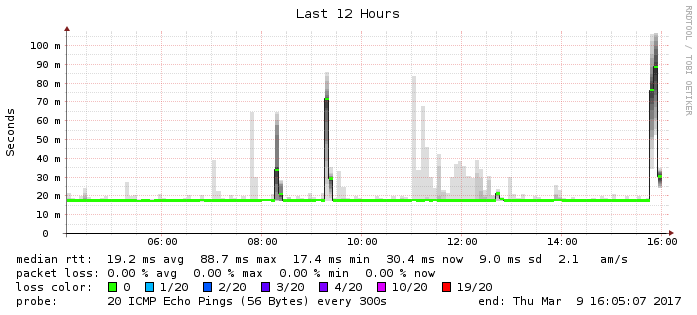 Last 12 Hours
RRDTOOL / TOBI OETIKER
Seconds
100 m
90 m
80 m
70 m
60 m
50 m
40 m
30 m
20 m
10 m
0
06:00 08:00 10:00 12:00 14:00 16:00
median rtt: 19.2 ms avg 88.7 ms max 17.4 ms min 30.4 ms now 9.0 ms sd 2.1 am/s
packet loss: 0.00 % avg 0.00 % max 0.00 % min 0.00 % now
loss color: 0 1/20 2/20 3/20 4/20 10/20 19/20
probe: 20 ICMP Echo Pings (56 Bytes) every 300s end: Thu Mar 9 16:05:07 2017